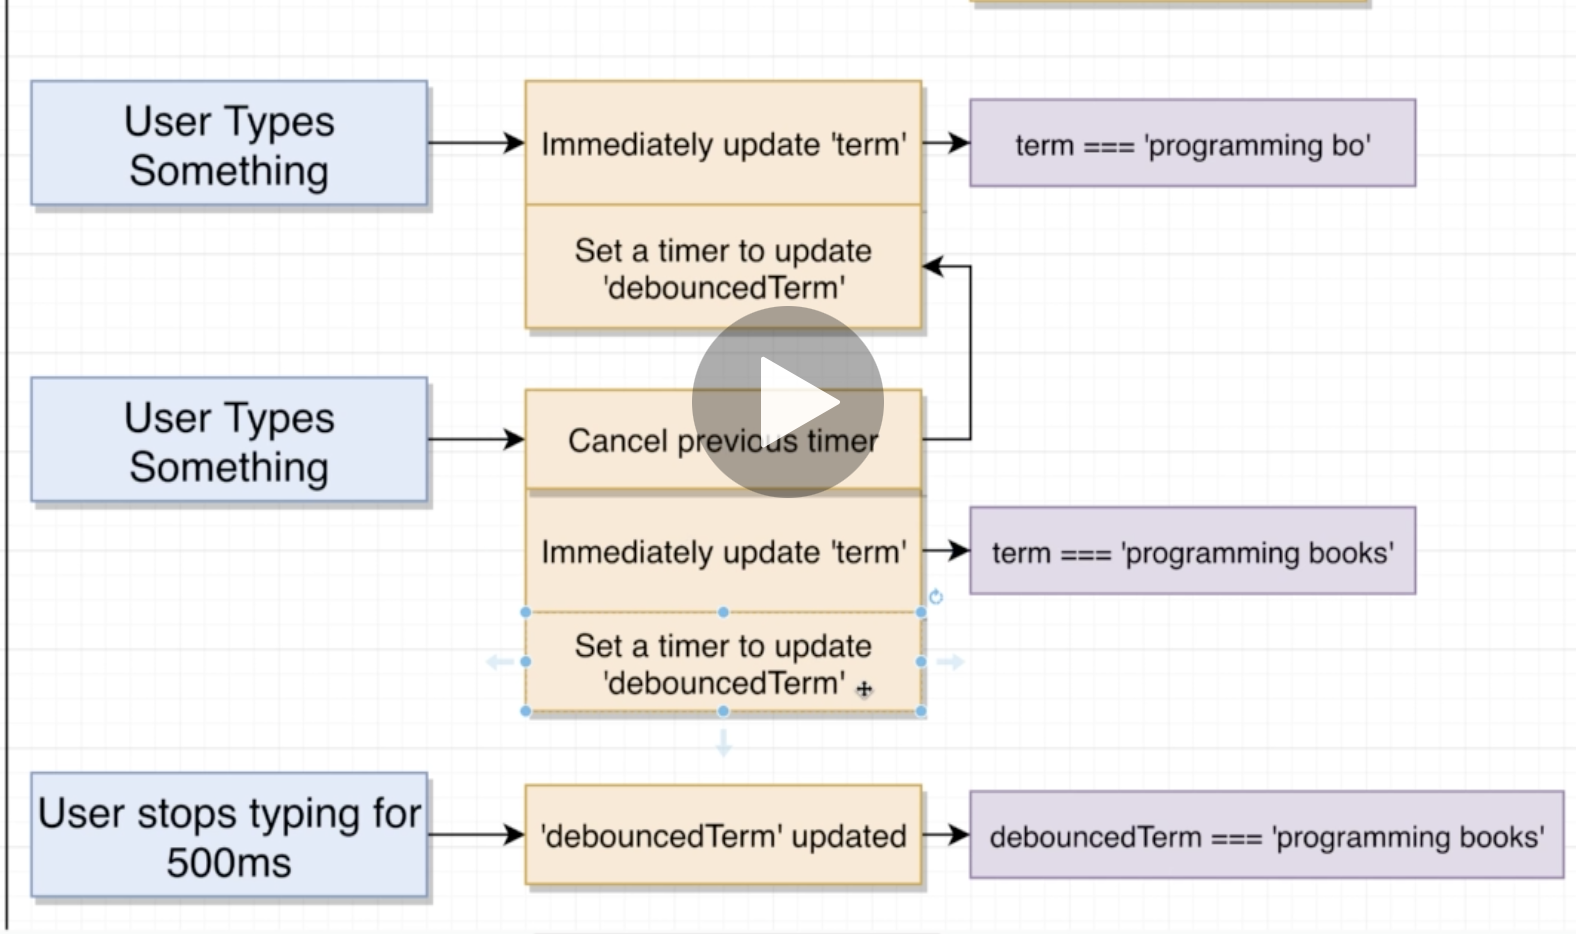 User Types
Something
Immediately update 'term'
term === 'programming bo'
Set a timer to update
'debouncedTerm'
User Types
Something
Cancel previous timer
Immediately update 'term'
term === 'programming books'
Set a timer to update
'debouncedTerm'
User stops typing for
500ms
'debouncedTerm' updated
debouncedTerm === 'programming books'